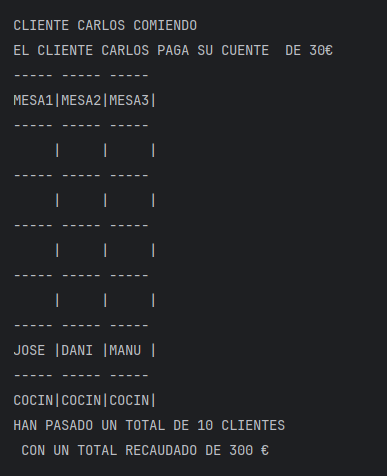 CLIENTE CARLOS COMIENDO
EL CLIENTE CARLOS PAGA SU CUENTE  DE 30€
----- ----- -----
MESA1|MESA2|MESA3|
----- ----- -----
     |     |     |
----- ----- -----
     |     |     |
----- ----- -----
     |     |     |
----- ----- -----
     |     |     |
----- ----- -----
JOSE |DANI |MANU |
----- ----- -----
COCIN|COCIN|COCIN|
HAN PASADO UN TOTAL DE 10 CLIENTES
 CON UN TOTAL RECAUDADO DE 300 €